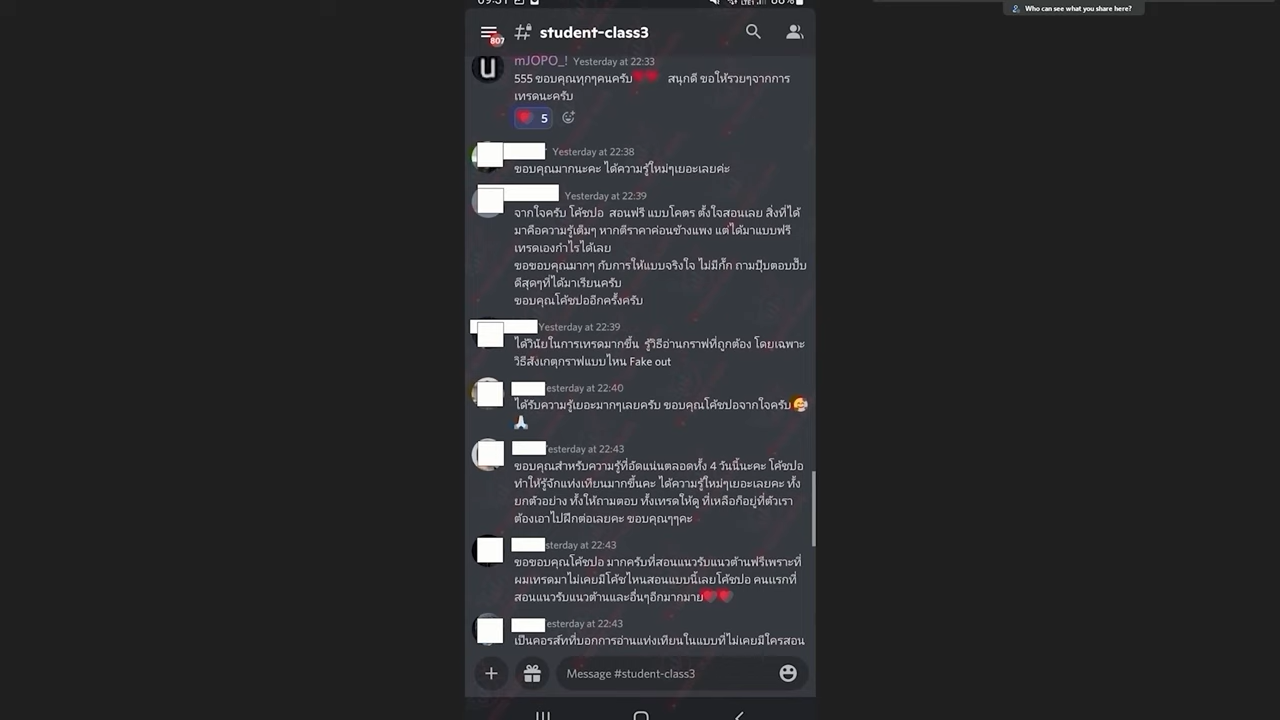 Who can see what you share here?
807
student-class3
mJOPO_! Yesterday at 22:33
555 ขอบคุณทุกๆคนครับ สนุกดี ขอให้รวยๆจากการ
เทรดนะครับ
5
Yesterday at 22:38
ขอบคุณมากนะคะ ได้ความรู้ใหม่ๆเยอะเลยค่ะ
Yesterday at 22:39
จากใจครับ โค้ชปอ สอนฟรี แบบโคตร ตั้งใจสอนเลย สิ่งที่ได้
มาคือความรู้เต็มๆ หากตีราคาค่อนข้างแพง แต่ได้มาแบบฟรี
เทรดเองกำไรได้เลย
ขอขอบคุณมากๆ กับการให้แบบจริงใจ ไม่มีกั๊ก ถามปุ๊บตอบปั๊บ
ดีสุดๆที่ได้มาเรียนครับ
ขอบคุณโค้ชปออีกครั้งครับ
Yesterday at 22:39
ได้วินัยในการเทรดมากขึ้น รู้วิธีอ่านกราฟที่ถูกต้อง โดยเฉพาะ
วิธีสังเกตุกราฟแบบไหน Fake out
esterday at 22:40
ได้รับความรู้เยอะมากๆเลยครับ ขอบคุณโค้ชปอจากใจครับ
esterday at 22:43
ขอบคุณสำหรับความรู้ที่อัดแน่นตลอดทั้ง 4 วันนี้นะคะ โค้ชปอ
ทำให้รู้จักแท่งเทียนมากขึ้นคะ ได้ความรู้ใหม่ๆเยอะเลยคะ ทั้ง
ยกตัวอย่าง ทั้งให้ถามตอบ ทั้งเทรดให้ดู ที่เหลือก็อยู่ที่ตัวเรา
ต้องเอาไปฝึกต่อเลยคะ ขอบคุณๆๆคะ
sterday at 22:43
ขอขอบคุณโค้ชปอ มากครับที่สอนแนวรับแนวต้านฟรีเพราะที่
ผมเทรดมาไม่เคยมีโค้ชไหนสอนแบบนี้เลยโค้ชปอ คนแรกที่
สอนแนวรับแนวต้านและอื่นๆอีกมากมาย
esterday at 22:43
เป็นคอรส์ทที่บอกการอ่านแท่งเทียนในแบบที่ไม่เคยมีใครสอน
Message #student-class3